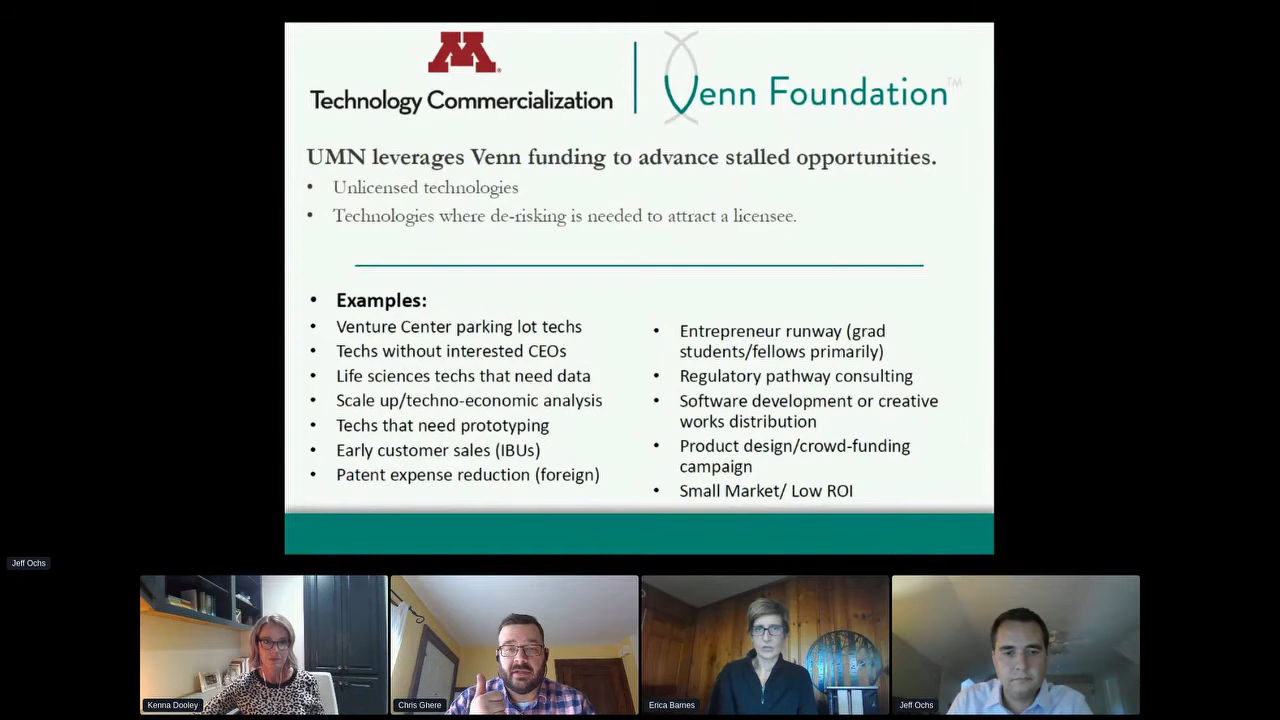 M®
Technology Commercialization
Venn Foundation™
UMN leverages Venn funding to advance stalled opportunities.
• Unlicensed technologies
• Technologies where de-risking is needed to attract a licensee.
• Examples:
• Venture Center parking lot techs
• Techs without interested CEOs
• Life sciences techs that need data
• Scale up/techno-economic analysis
• Techs that need prototyping
• Early customer sales (IBUs)
• Patent expense reduction (foreign)
• Entrepreneur runway (grad
students/fellows primarily)
• Regulatory pathway consulting
• Software development or creative
works distribution
• Product design/crowd-funding
campaign
• Small Market/ Low ROI
Jeff Ochs
Kenna Dooley
Chris Ghere
Erica Barnes
Jeff Ochs